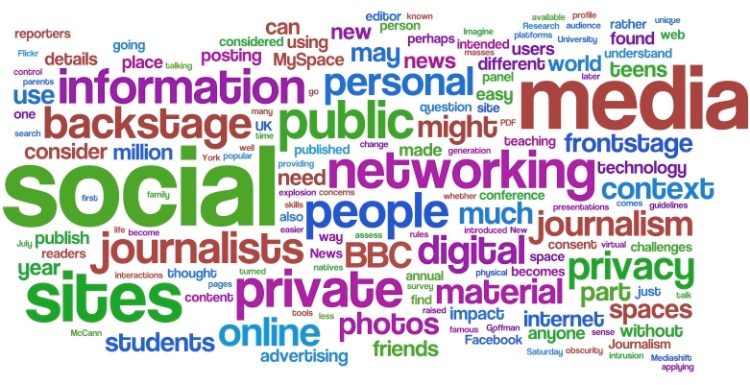 reporters
Flickr
details
control
going
place
talking
considered
posting
can
using
MySpace
new
editor
known
person
perhaps
may
news
intended
masses
Imagine
users
different
platforms
Research
available
audience
profile
University
world
rather
found
unique
web
understand
teens
later
parents
use
information
go
personal
panel
easy
media
one
search
backstage
many
UK
time
public
might
question
site
PDF
teaching
frontstage
consider
million
York
popular
well
published
providing
change
made
generation
need
networking
technology
context
social
first
family
explosion
concerns
skills
also
easier
people
whether
conference
much
presentations
comes
guidelines
journalism
July
publish
readers
life
become
journalists
way
News
natives
assess
rules
BBC
introduced
New
digital
space
consent
virtual
challenges
privacy
year
interactions
thought
turned
pages
content
private
annual
survey
find
physical
becomes
material
part
just
talk
sites
spaces
McCann
students
online
advertising
tools
less
photos
friends
raised
impact
famous
Goffman
Facebook
internet
anyone
sense
without
Journalism
Saturday
obscurity
intrusion
Mediashift
applying